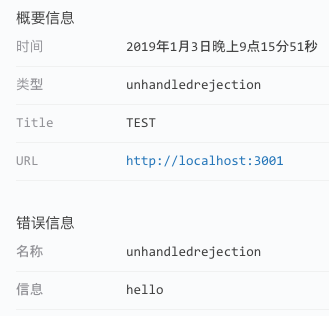 概要信息
时间 2019年1月3日晚上9点15分51秒
类型 unhandledrejection
Title TEST
URL http://localhost:3001
错误信息
名称 unhandledrejection
信息 hello